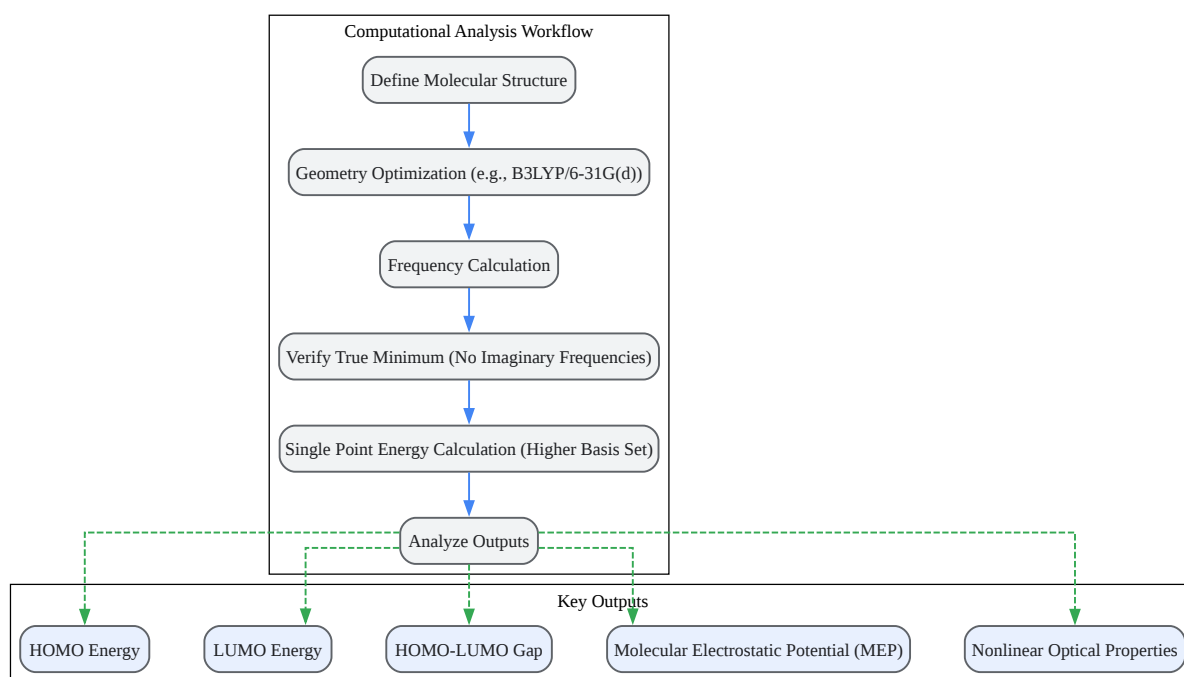 Computational Analysis Workflow
Define Molecular Structure
Geometry Optimization (e.g., B3LYP/6-31G(d))
Frequency Calculation
Verify True Minimum (No Imaginary Frequencies)
Single Point Energy Calculation (Higher Basis Set)
Analyze Outputs
Key Outputs
HOMO Energy
LUMO Energy
HOMO-LUMO Gap
Molecular Electrostatic Potential (MEP)
Nonlinear Optical Properties